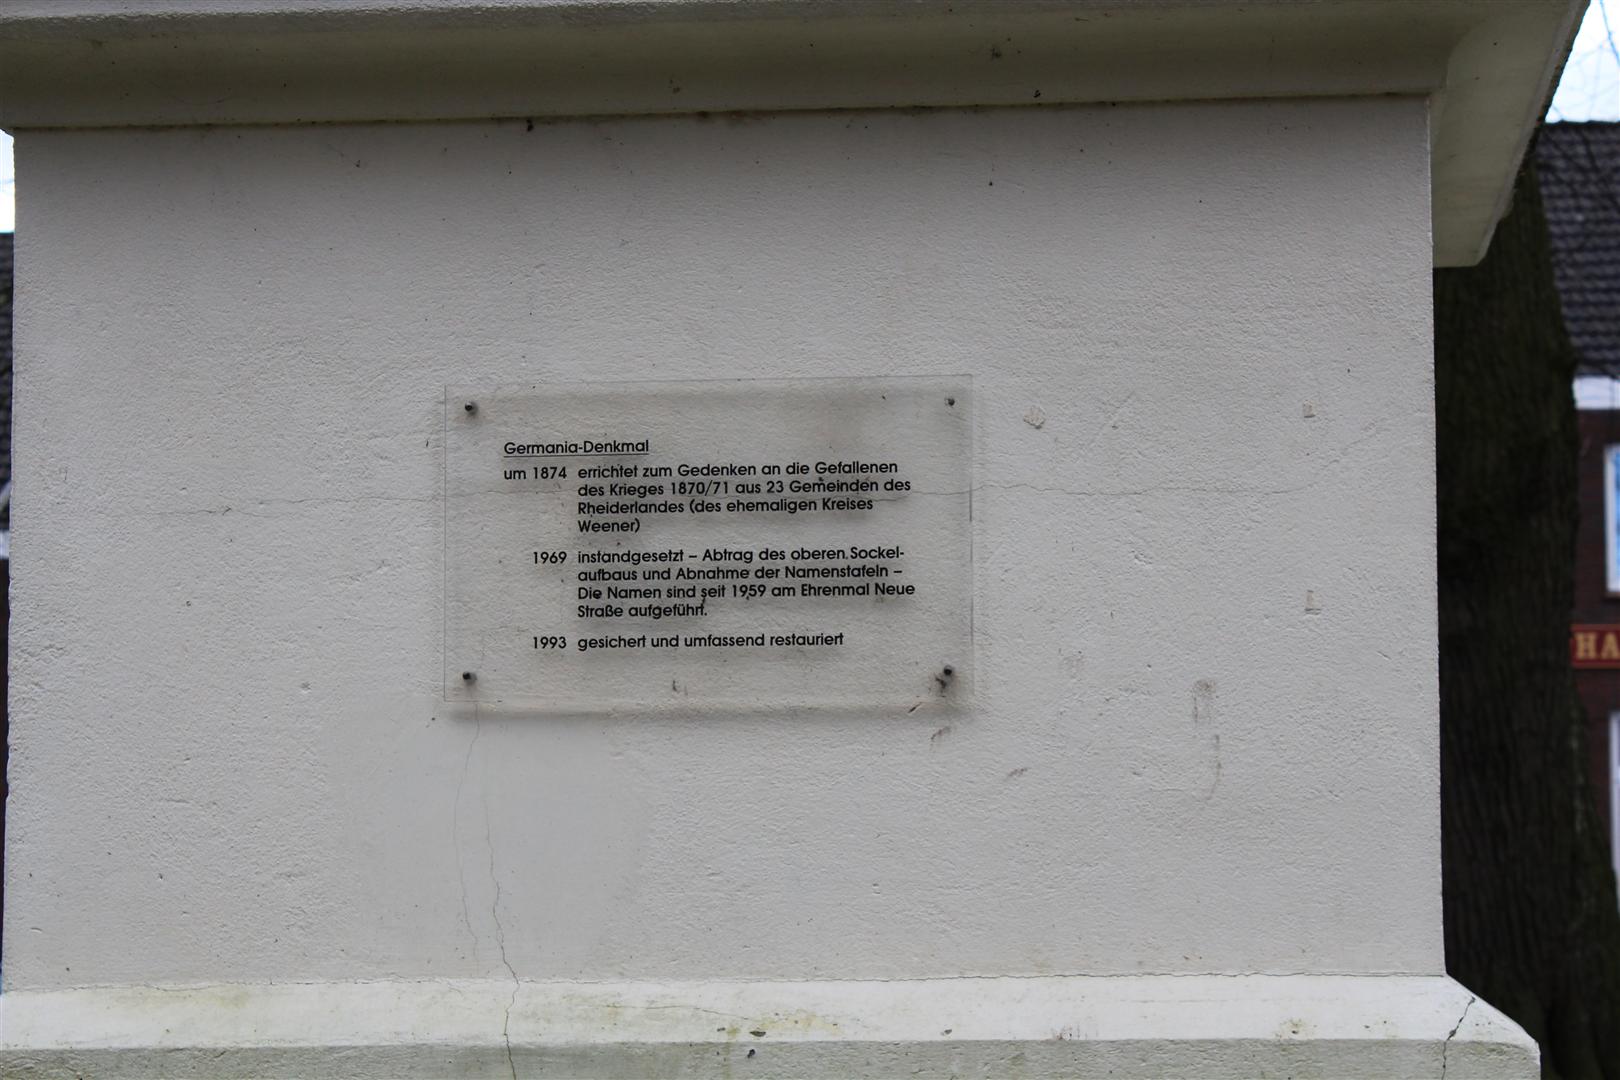 Germania-Denkmal
um 1874 errichtet zum Gedenken an die Gefallenen
des Krieges 1870/71 aus 23 Gemeinden des
Rheiderlandes (des ehemaligen Kreises
Weener)
1969 instandgesetzt – Abtrag des oberen Sockel-
aufbaus und Abnahme der Namenstafeln –
Die Namen sind seit 1959 am Ehrenmal Neue
Straße aufgeführt.
1993 gesichert und umfassend restauriert
HA